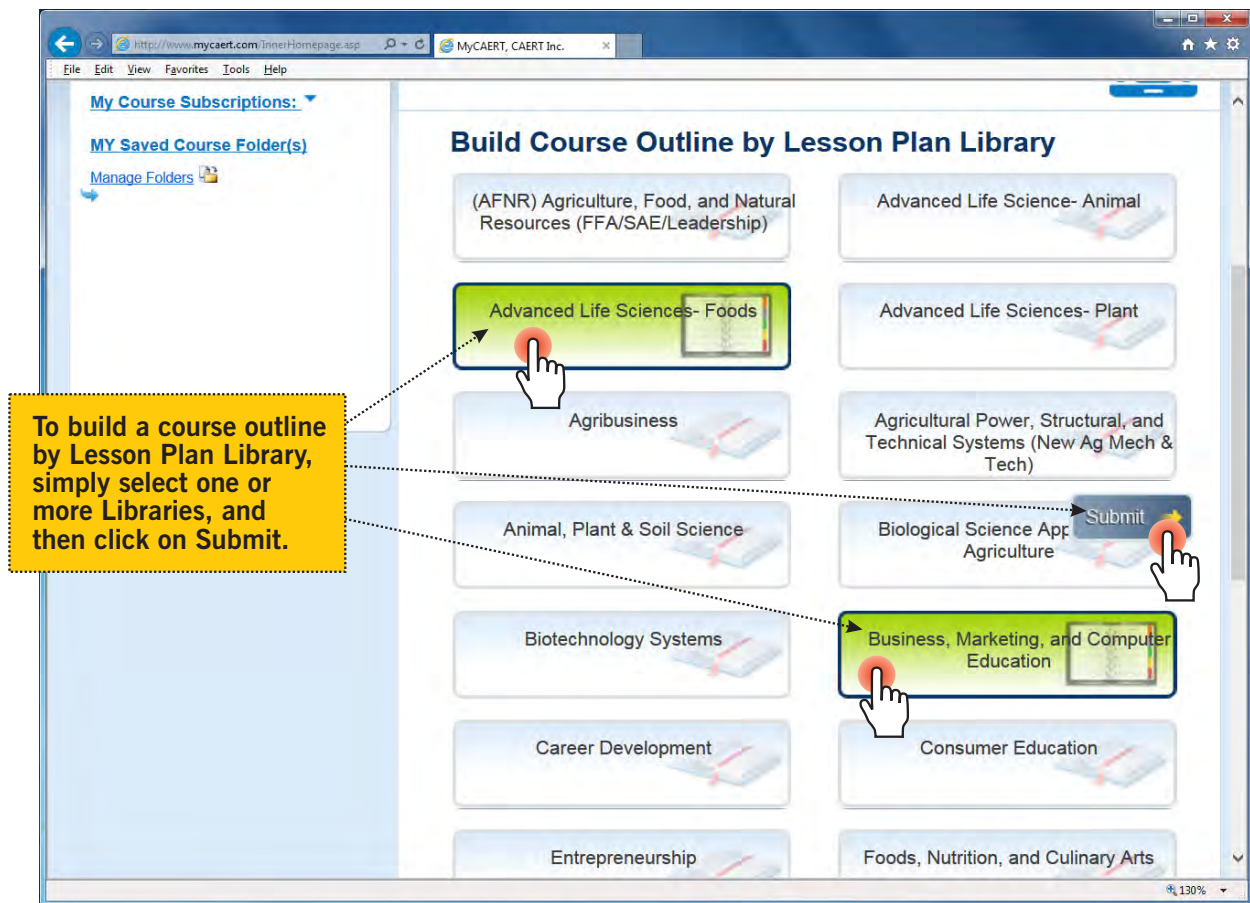 http://www.mycaert.com/InnerHomepage.asp
MyCAERT, CAERT Inc.
File Edit View Favorites Tools Help
My Course Subscriptions:
MY Saved Course Folder(s)
Manage Folders
Build Course Outline by Lesson Plan Library
(AFNR) Agriculture, Food, and Natural
Resources (FFA/SAE/Leadership)
Advanced Life Science- Animal
Advanced Life Sciences- Foods
Advanced Life Sciences- Plant
To build a course outline
by Lesson Plan Library,
simply select one or
more Libraries, and
then click on Submit.
Agribusiness
Agricultural Power, Structural, and
Technical Systems (New Ag Mech &
Tech)
Animal, Plant & Soil Science
Biological Science App
Agriculture
Submit
Biotechnology Systems
Business, Marketing, and Computer
Education
Career Development
Consumer Education
Entrepreneurship
Foods, Nutrition, and Culinary Arts
130%